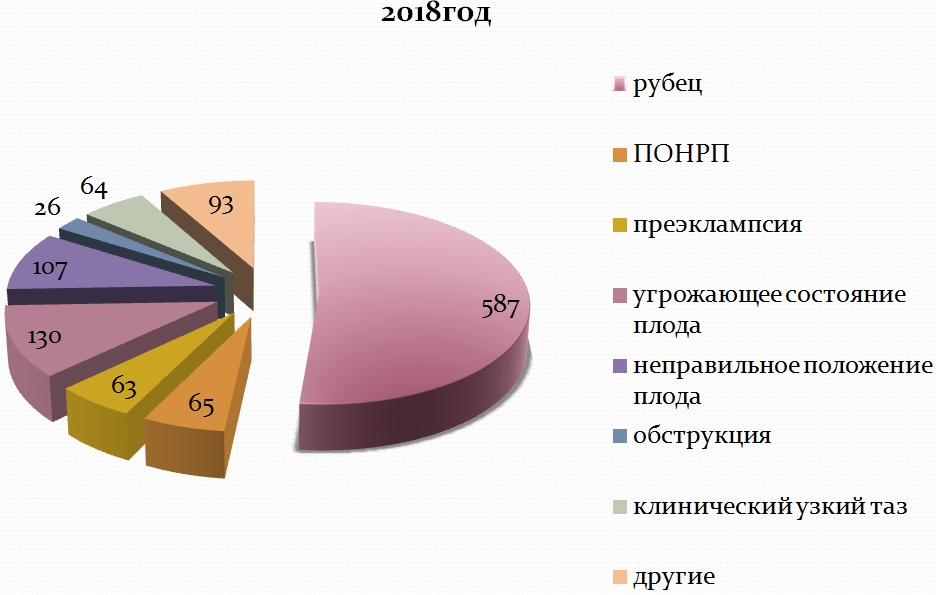 2018год
рубец
ПОНРП
преэклампсия
угрожающее состояние
плода
неправильное положение
плода
обструкция
клинический узкий таз
другие
587
65
63
130
107
26
64
93